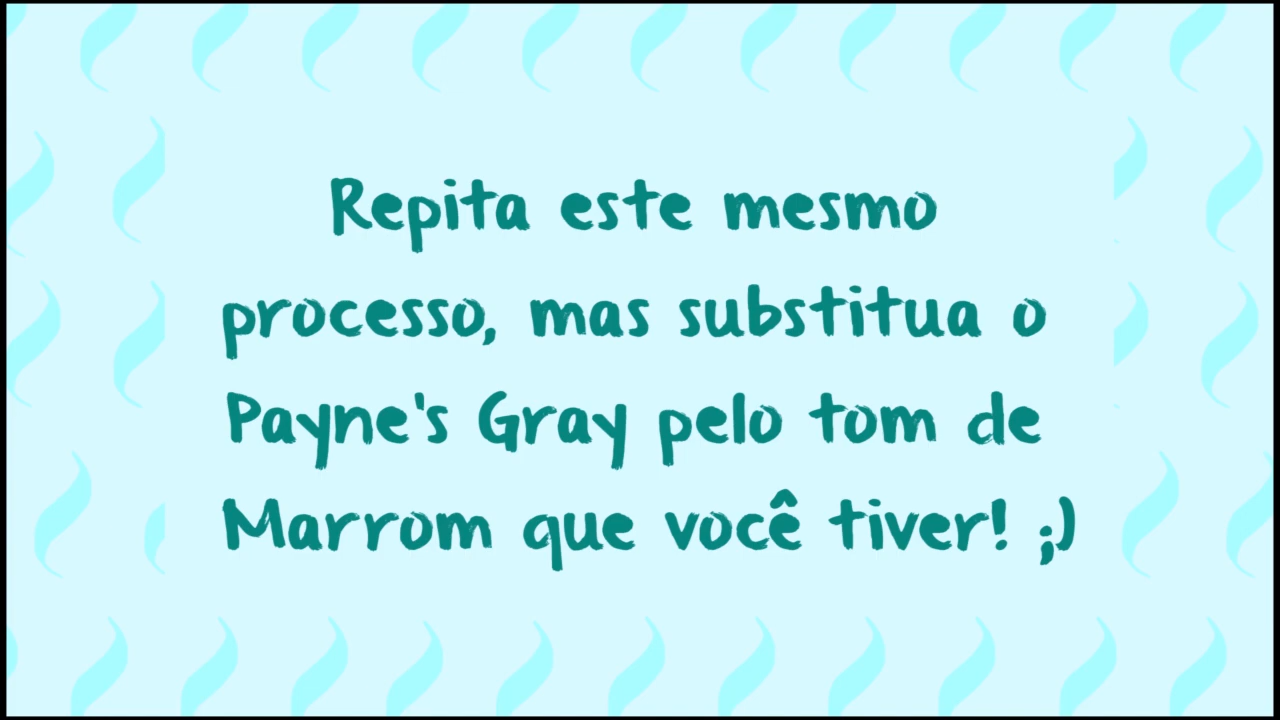 Repita este mesmo
processo, mas substitua o
Payne's Gray pelo tom de
Marrom que você tiver! ;)